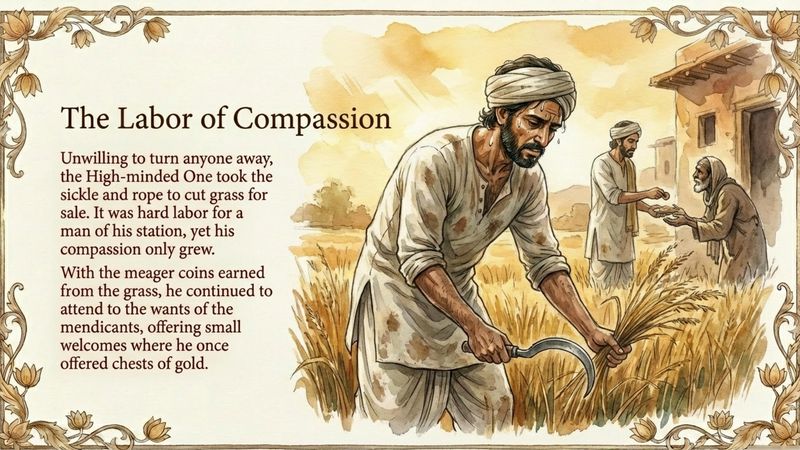 The Labor of Compassion
Unwilling to turn anyone away,
the High-minded One took the
sickle and rope to cut grass for
sale. It was hard labor for a
man of his station, yet his
compassion only grew.
With the meager coins earned
from the grass, he continued to
attend to the wants of the
mendicants, offering small
welcomes where he once
offered chests of gold.